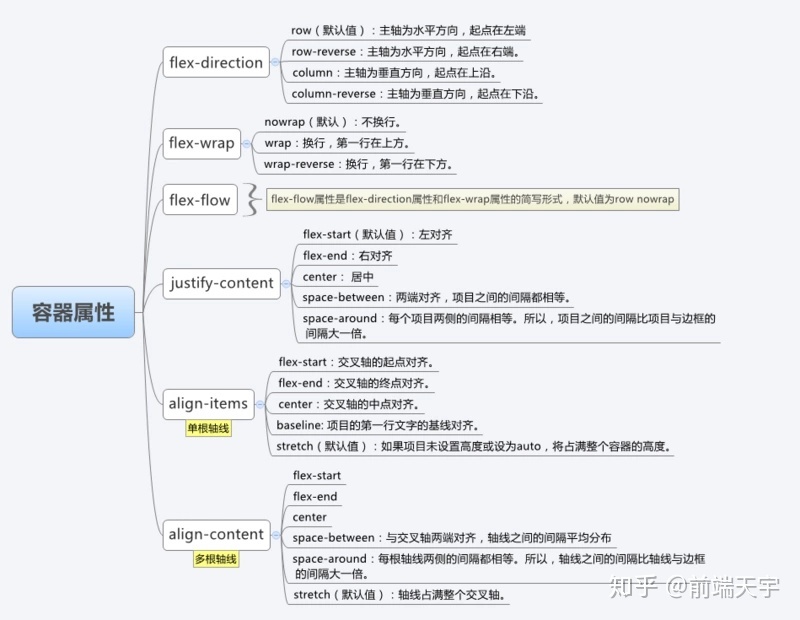 容器属性
flex-direction
row（默认值）：主轴为水平方向，起点在左端
row-reverse：主轴为水平方向，起点在右端。
column：主轴为垂直方向，起点在上沿。
column-reverse：主轴为垂直方向，起点在下沿。
flex-wrap
nowrap（默认）：不换行。
wrap：换行，第一行在上方。
wrap-reverse：换行，第一行在下方。
flex-flow
flex-flow属性是flex-direction属性和flex-wrap属性的简写形式，默认值为row nowrap
justify-content
flex-start（默认值）：左对齐
flex-end：右对齐
center： 居中
space-between：两端对齐，项目之间的间隔都相等。
space-around：每个项目两侧的间隔相等。所以，项目之间的间隔比项目与边框的
间隔大一倍。
align-items
单根轴线
flex-start：交叉轴的起点对齐。
flex-end：交叉轴的终点对齐。
center：交叉轴的中点对齐。
baseline: 项目的第一行文字的基线对齐。
stretch（默认值）：如果项目未设置高度或设为auto，将占满整个容器的高度。
align-content
多根轴线
flex-start
flex-end
center
space-between：与交叉轴两端对齐，轴线之间的间隔平均分布
space-around：每根轴线两侧的间隔都相等。所以，轴线之间的间隔比轴线与边框
的间隔大一倍。
stretch（默认值）：轴线占满整个交叉轴。
知乎 @前端天宇